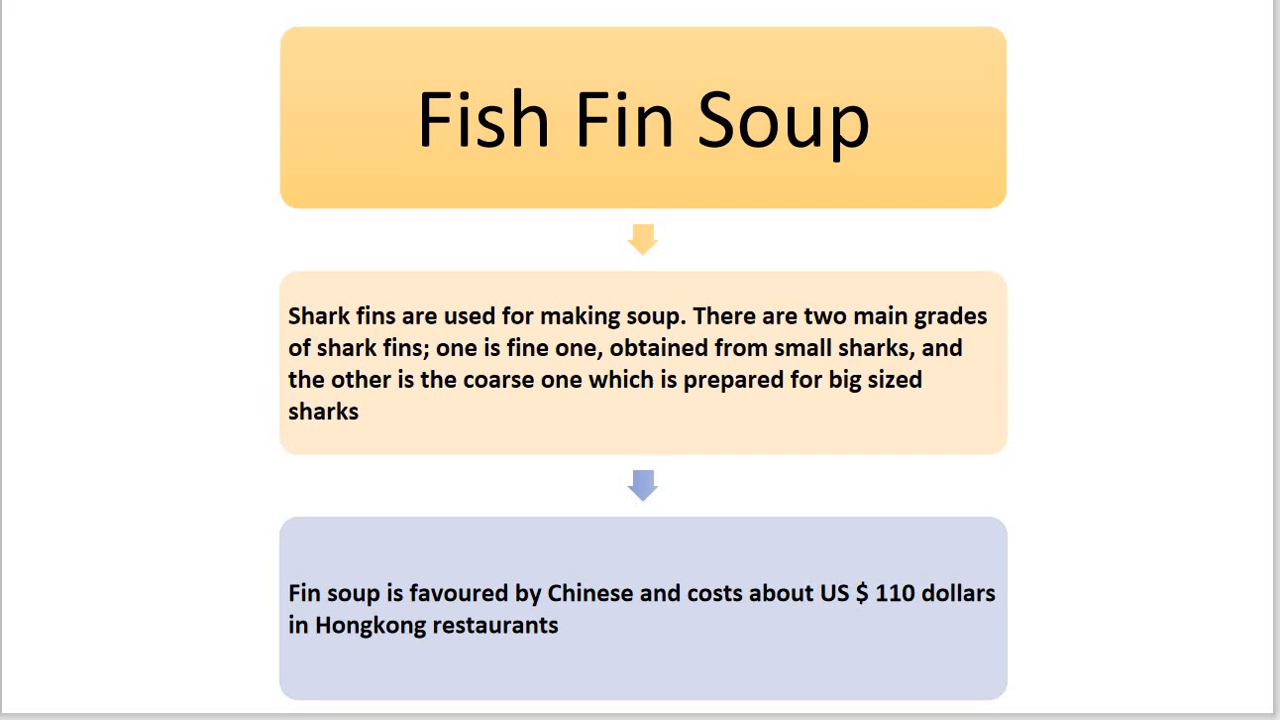 Fish Fin Soup
Shark fins are used for making soup. There are two main grades
of shark fins; one is fine one, obtained from small sharks, and
the other is the coarse one which is prepared for big sized
sharks
Fin soup is favoured by Chinese and costs about US $ 110 dollars
in Hongkong restaurants